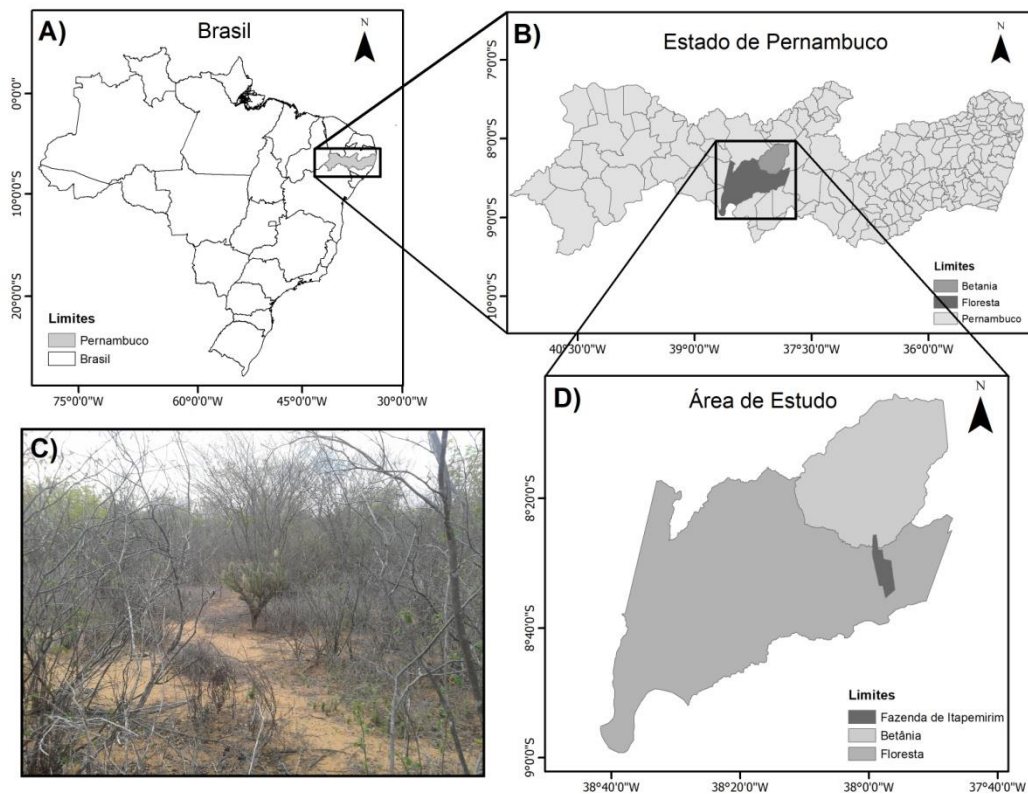 A)
Brasil
N
0°0'0"
10°0'0"S
20°0'0"S
Limites
Pernambuco
Brasil
75°0'0"W
60°0'0"W
45°0'0"W
30°0'0"W
B)
Estado de Pernambuco
N
7°0'0"S
8°0'0"S
9°0'0"S
10°0'0"S
Limites
Betania
Floresta
Pernambuco
40°30'0"W
39°0'0"W
37°30'0"W
36°0'0"W
C)
D)
Área de Estudo
N
8°20'0"S
8°40'0"S
9°0'0"S
Limites
Fazenda de Itapemirim
Betânia
Floresta
38°40'0"W
38°20'0"W
38°0'0"W
37°40'0"W